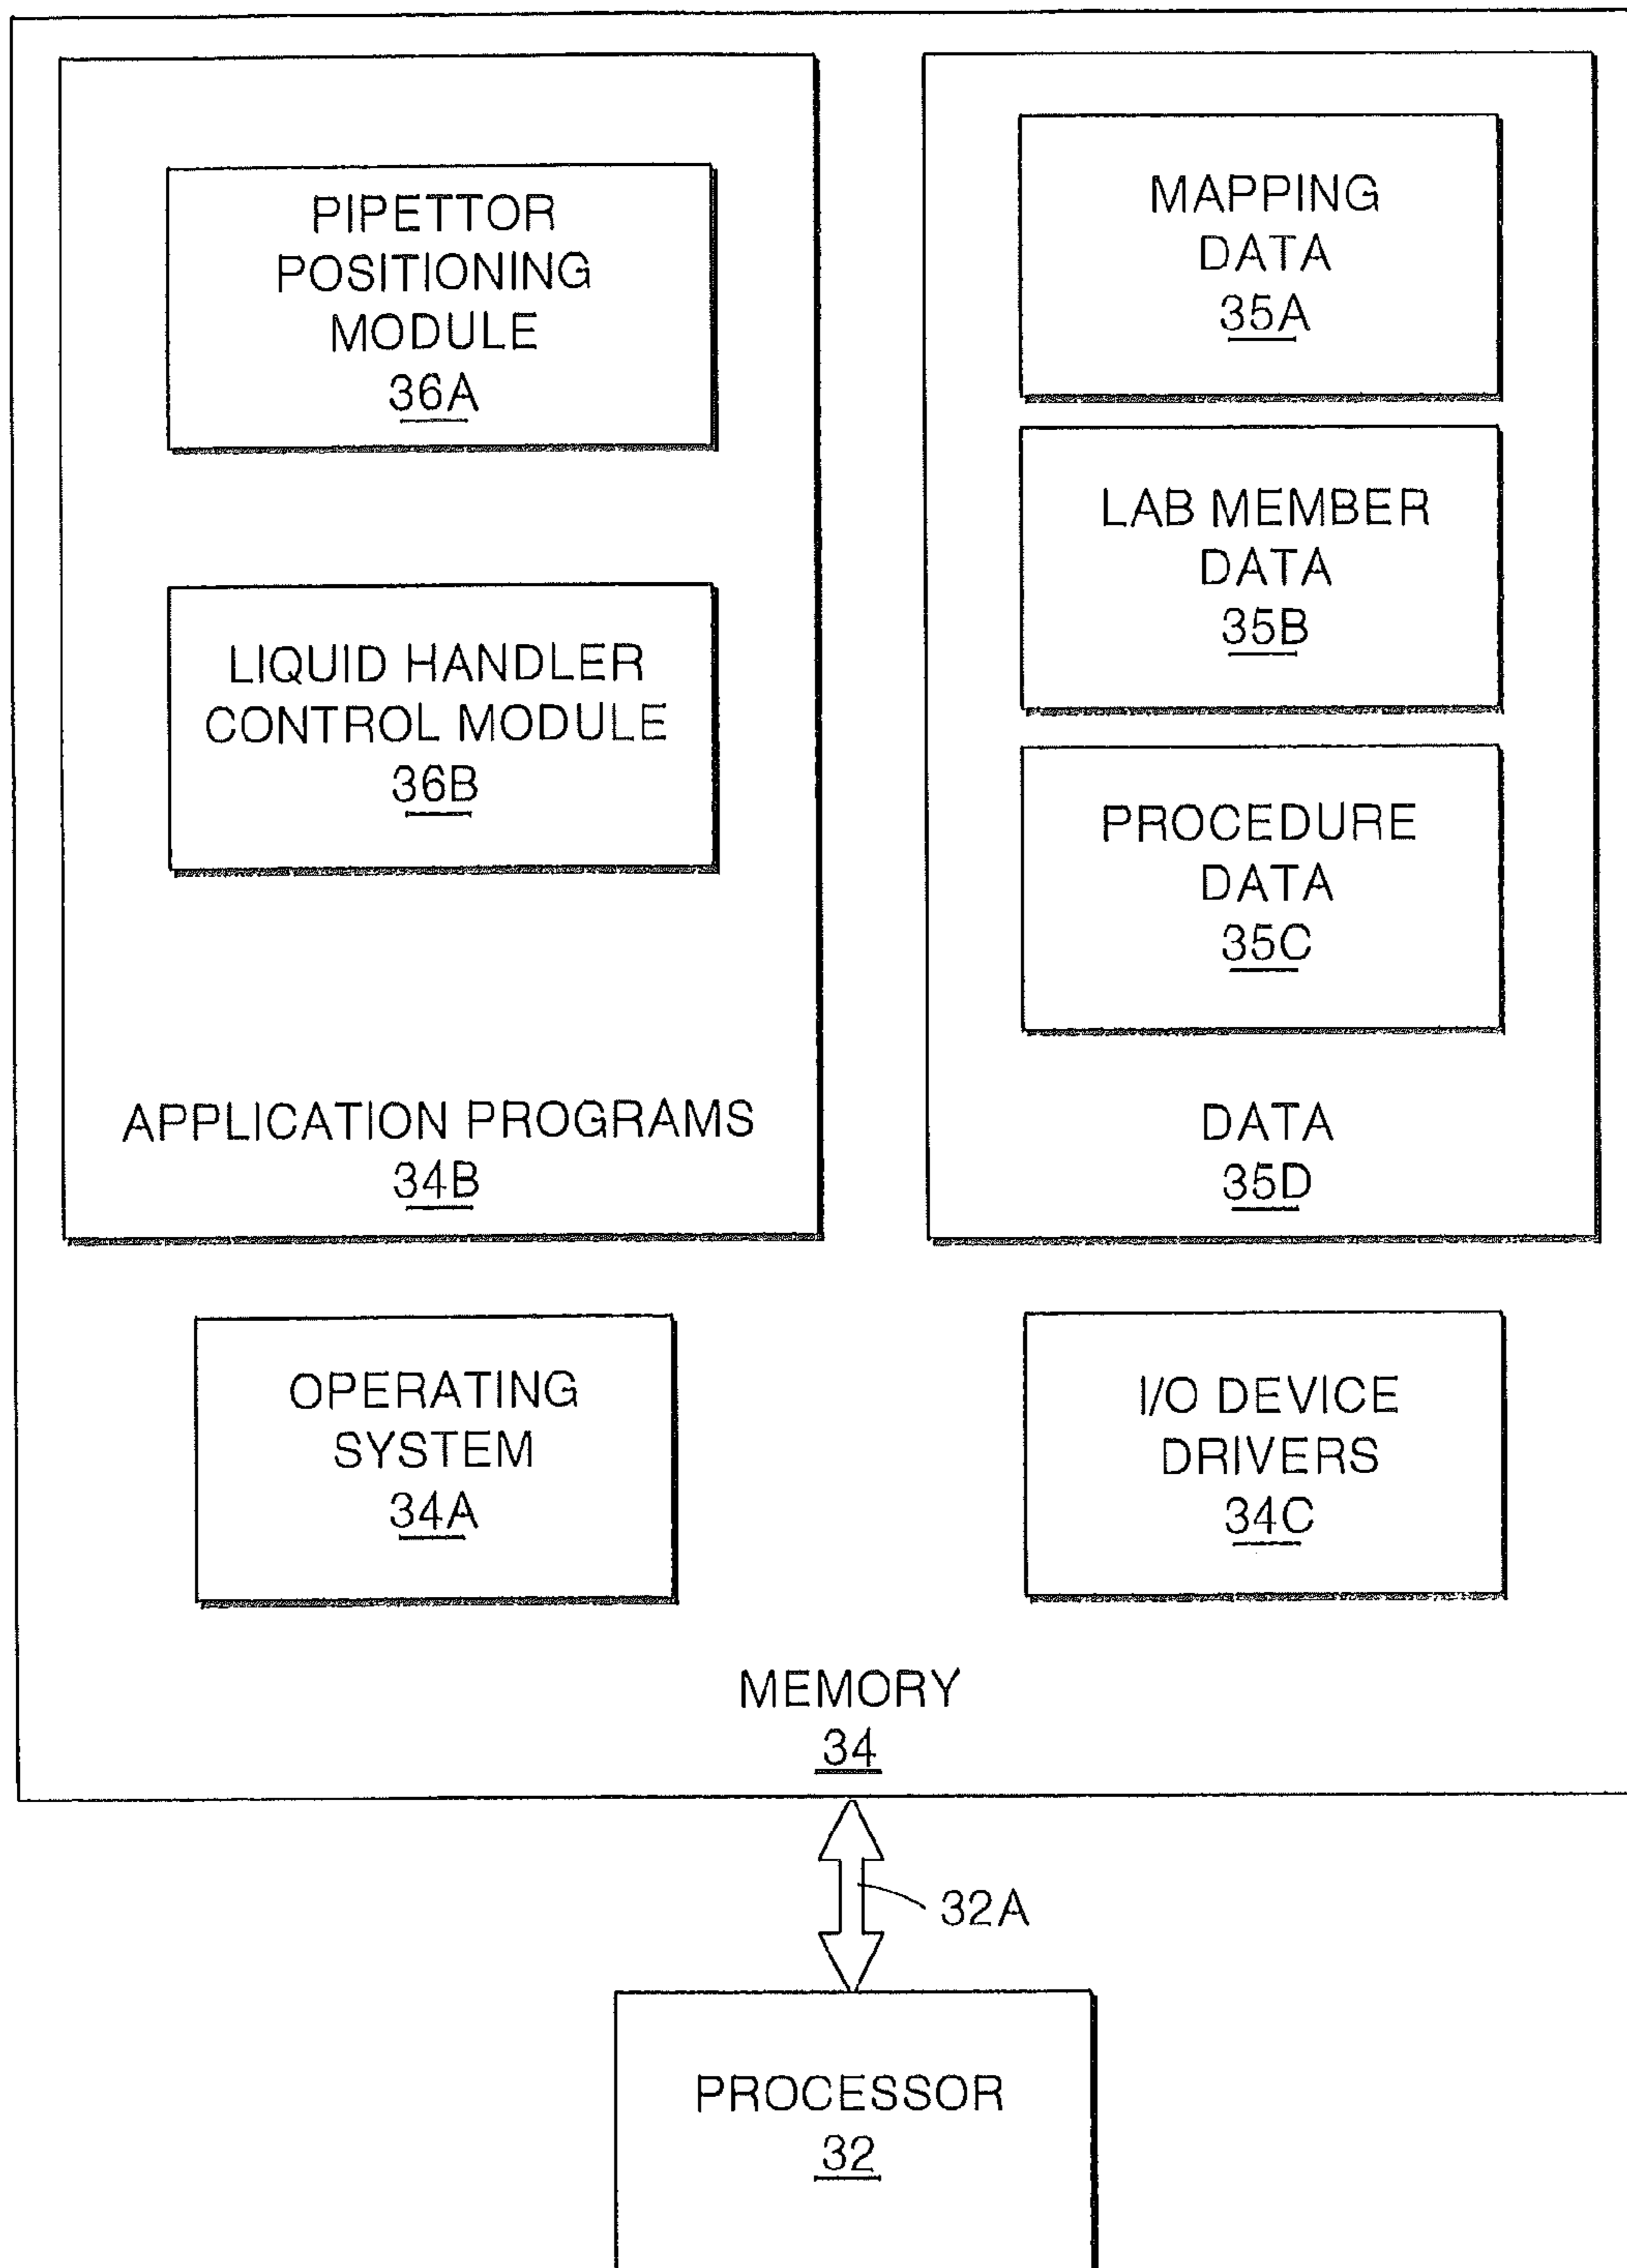 PIPETTOR
POSITIONING
MODULE
36A
LIQUID HANDLER
CONTROL MODULE
36B
APPLICATION PROGRAMS
34B
MAPPING
DATA
35A
LAB MEMBER
DATA
35B
PROCEDURE
DATA
35C
DATA
35D
OPERATING
SYSTEM
34A
I/O DEVICE
DRIVERS
34C
MEMORY
34
32A
PROCESSOR
32